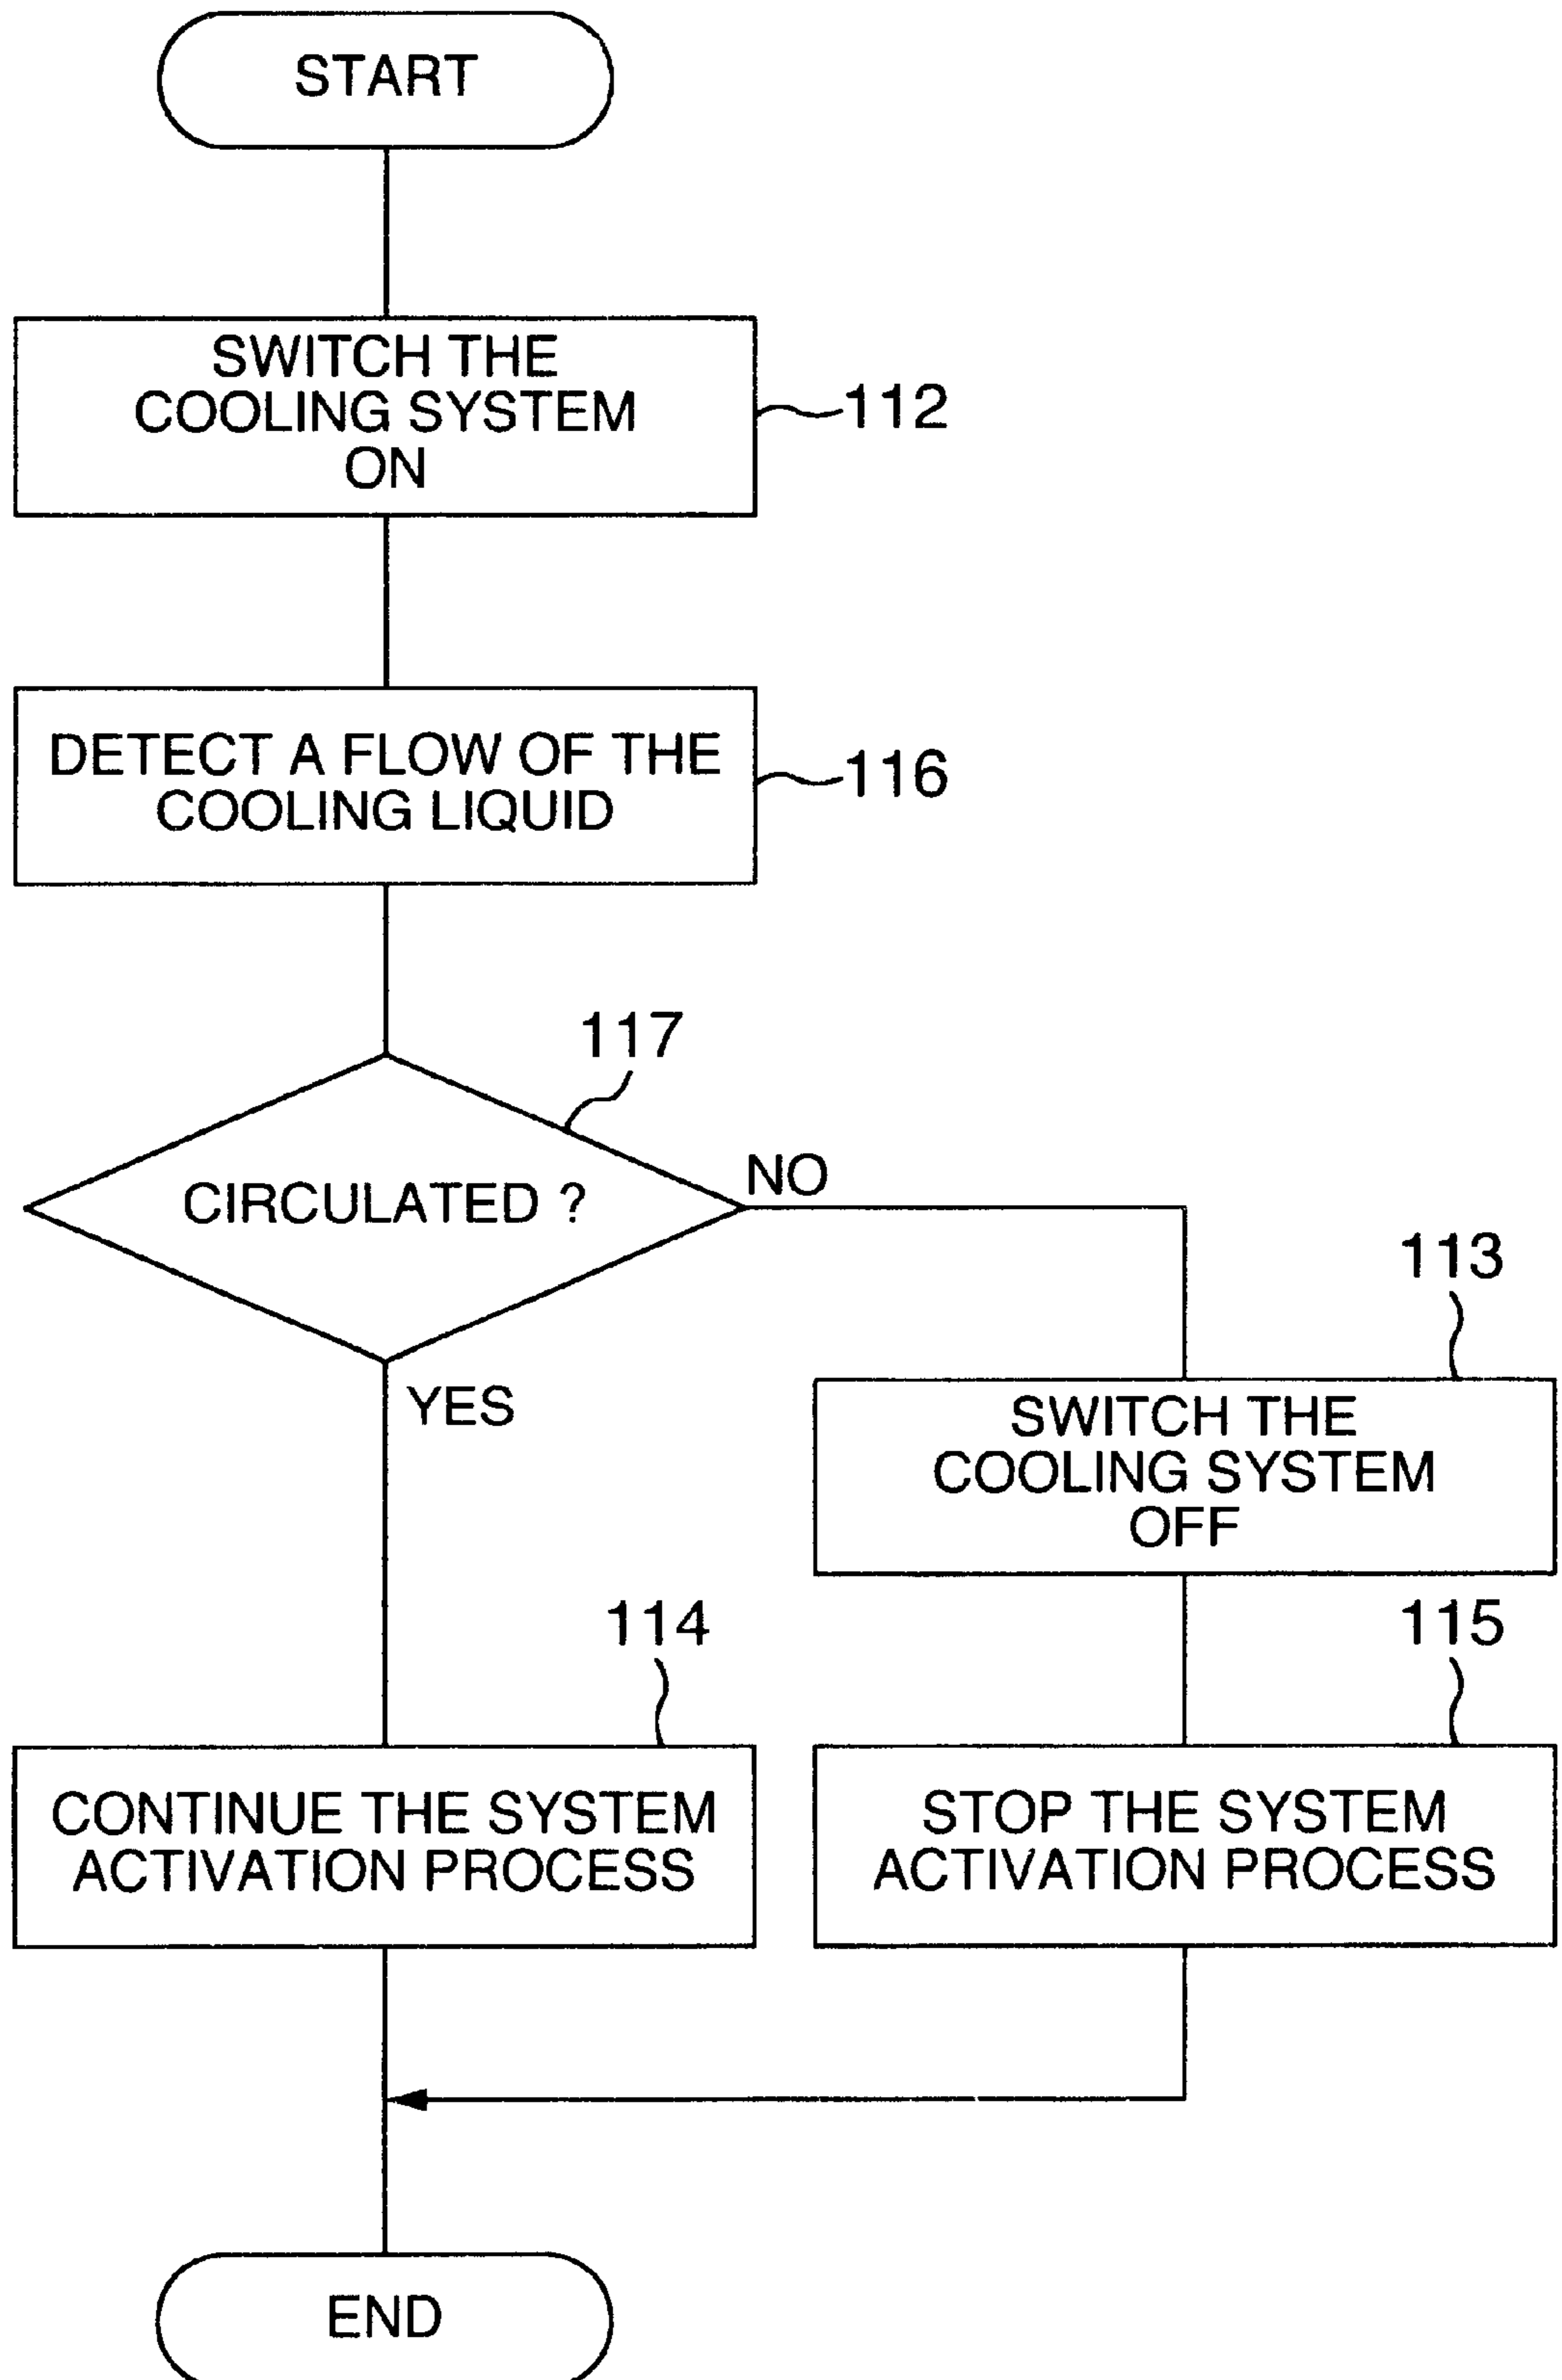 START
SWITCH THE
COOLING SYSTEM
ON
112
DETECT A FLOW OF THE
COOLING LIQUID
116
117
CIRCULATED ?
NO
YES
113
SWITCH THE
COOLING SYSTEM
OFF
114
CONTINUE THE SYSTEM
ACTIVATION PROCESS
115
STOP THE SYSTEM
ACTIVATION PROCESS
END